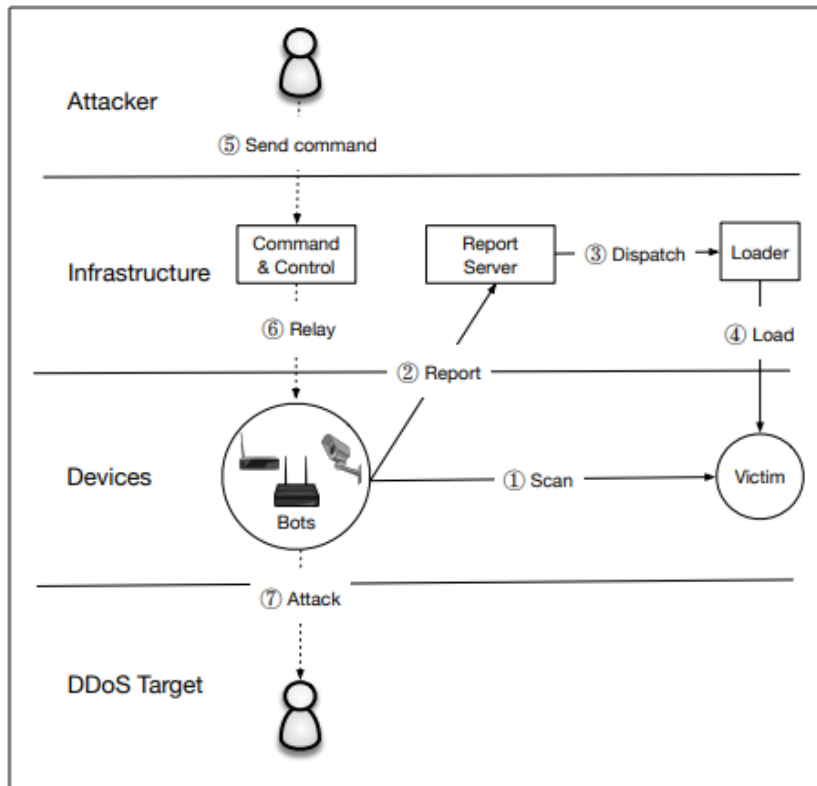 Attacker
⑤ Send command
Infrastructure
Command
& Control
Report
Server
③ Dispatch
Loader
⑥ Relay
④ Load
② Report
Devices
Bots
① Scan
Victim
⑦ Attack
DDoS Target